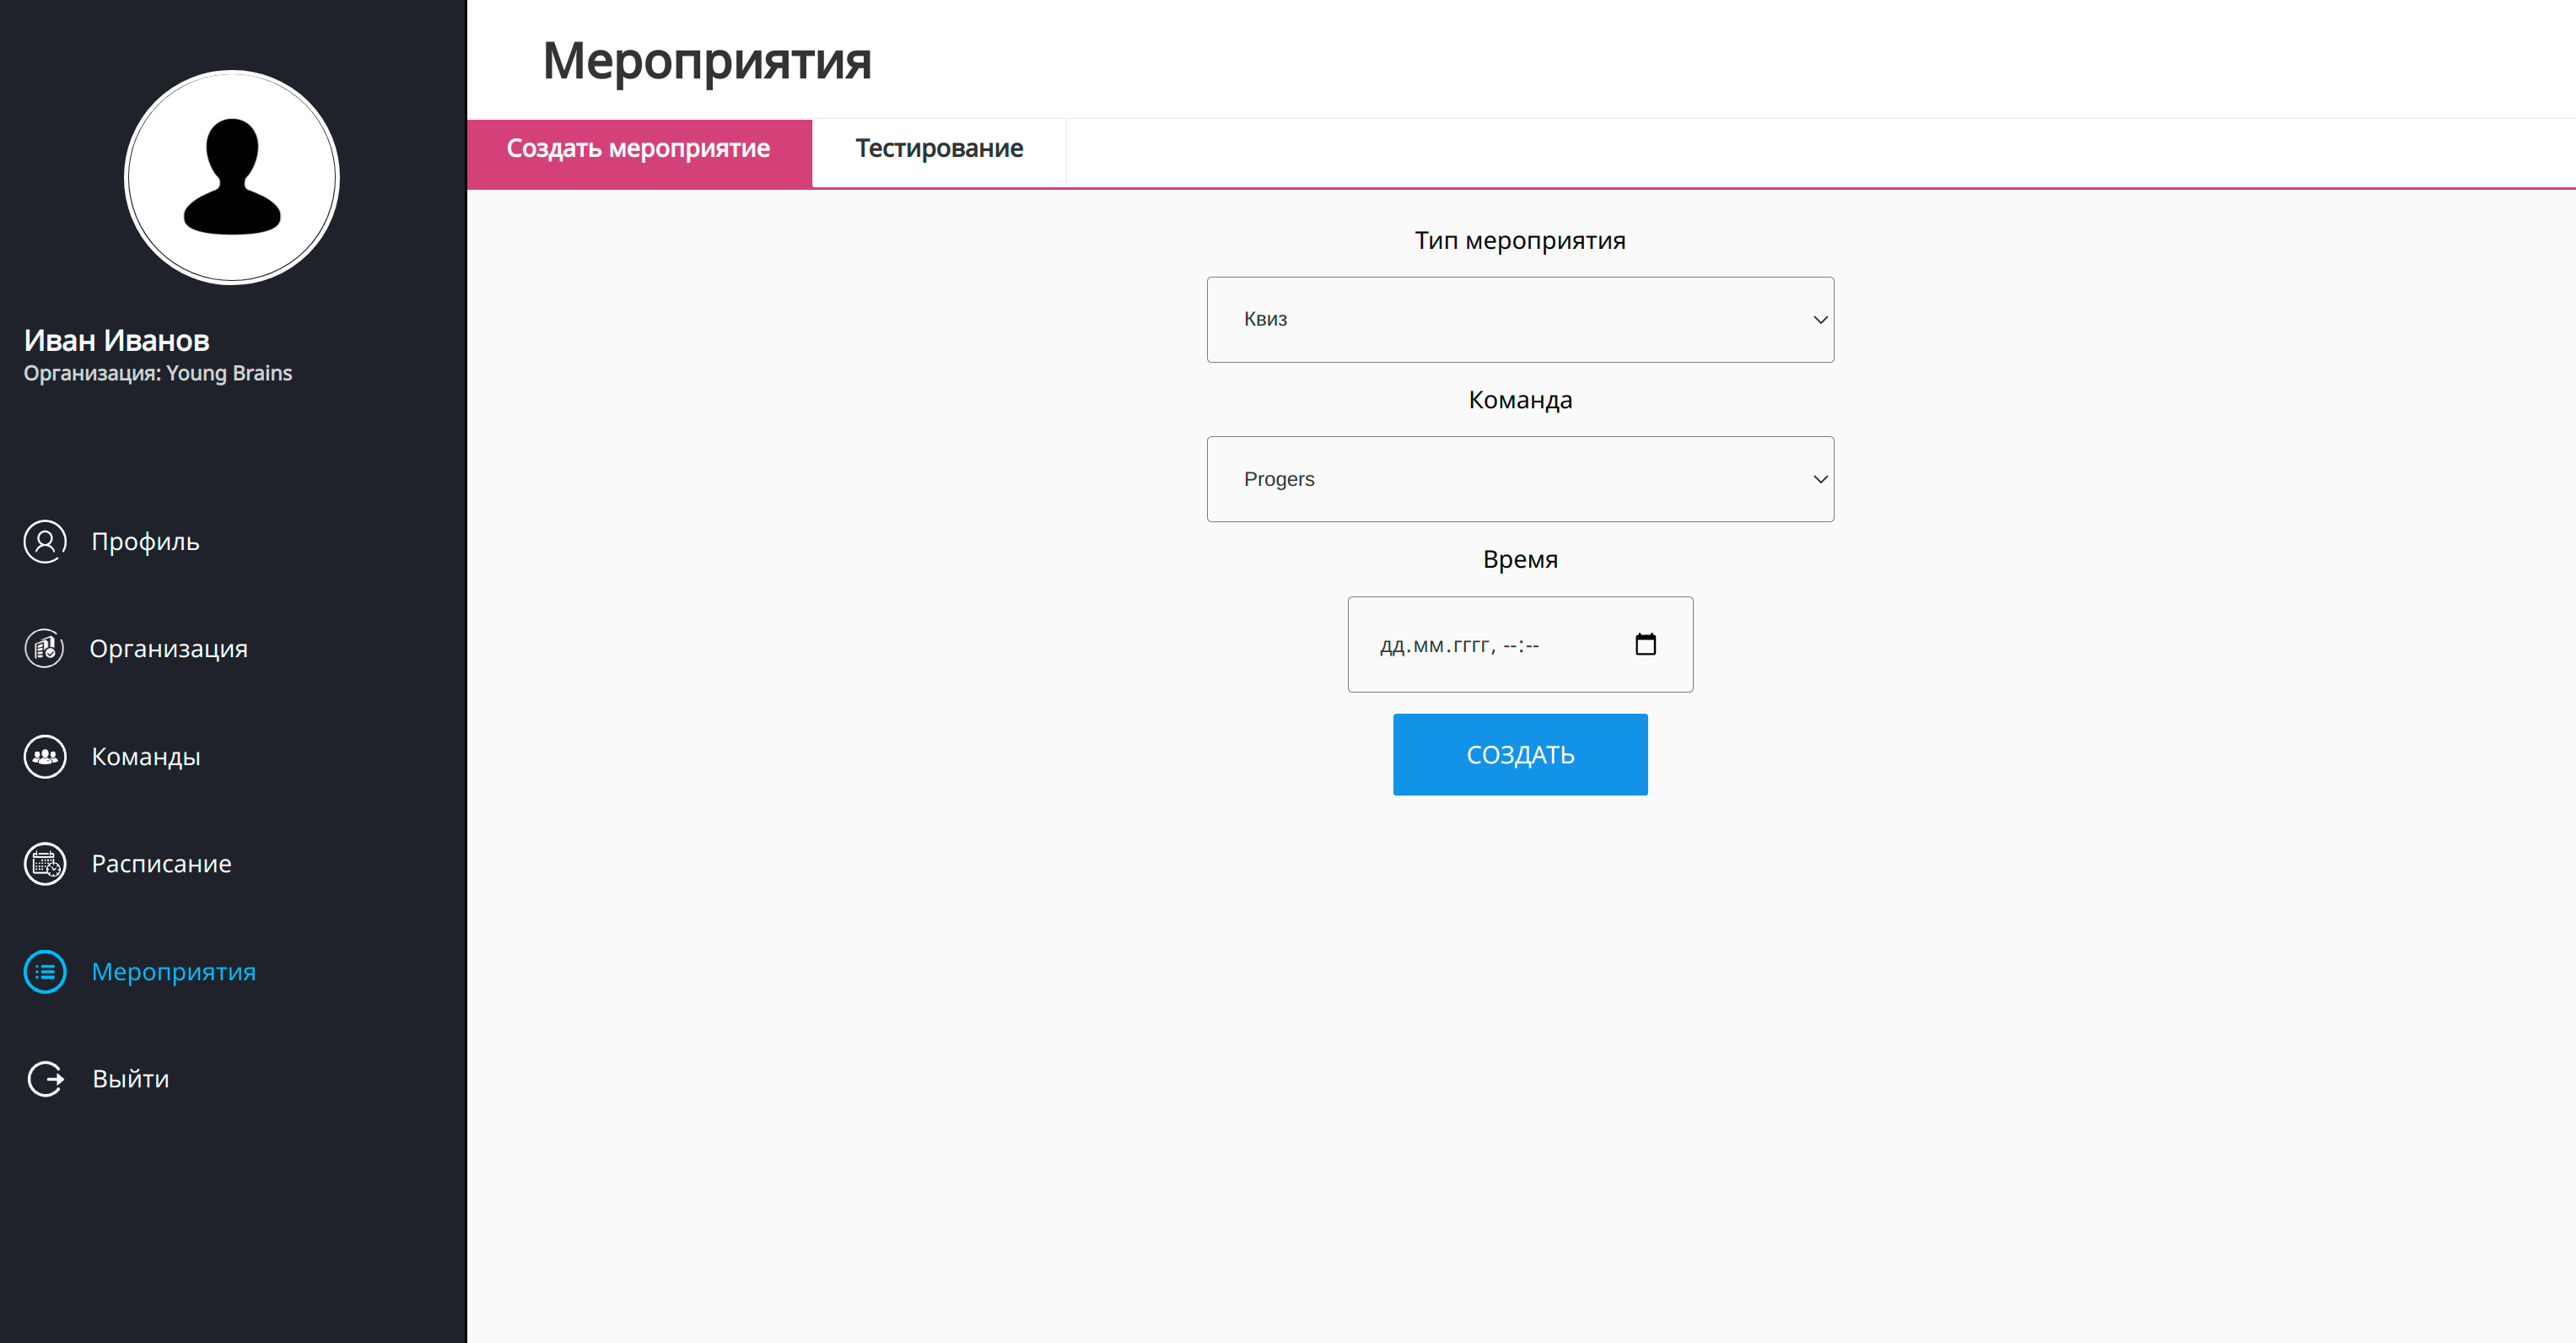 Иван Иванов
Организация: Young Brains
Профиль
Организация
Команды
Расписание
Мероприятия
Выйти
Мероприятия
Создать мероприятие
Тестирование
Тип мероприятия
Квиз
Команда
Progers
Время
дд.мм.гггг, --:--
СОЗДАТЬ